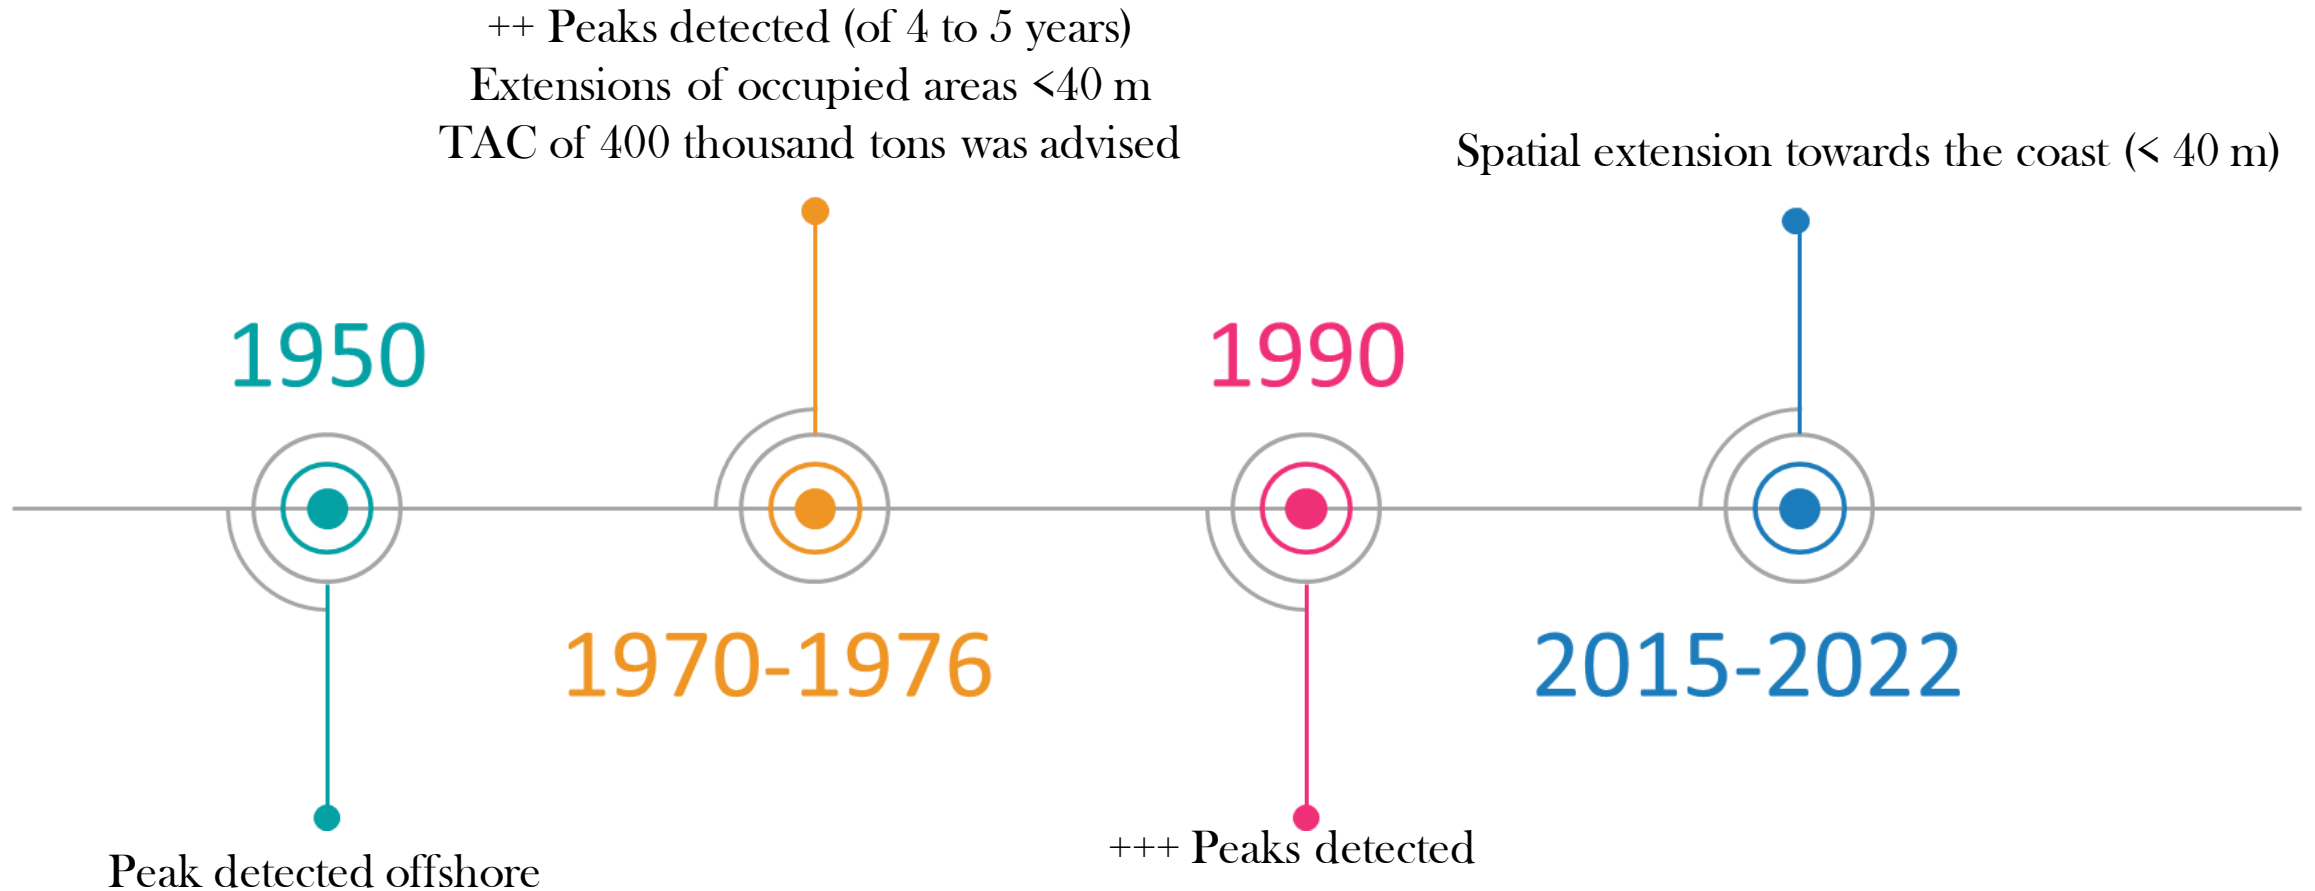 ++ Peaks detected (of 4 to 5 years)
Extensions of occupied areas <40 m
TAC of 400 thousand tons was advised
Spatial extension towards the coast (< 40 m)
1950
1990
1970-1976
2015-2022
Peak detected offshore
+++ Peaks detected